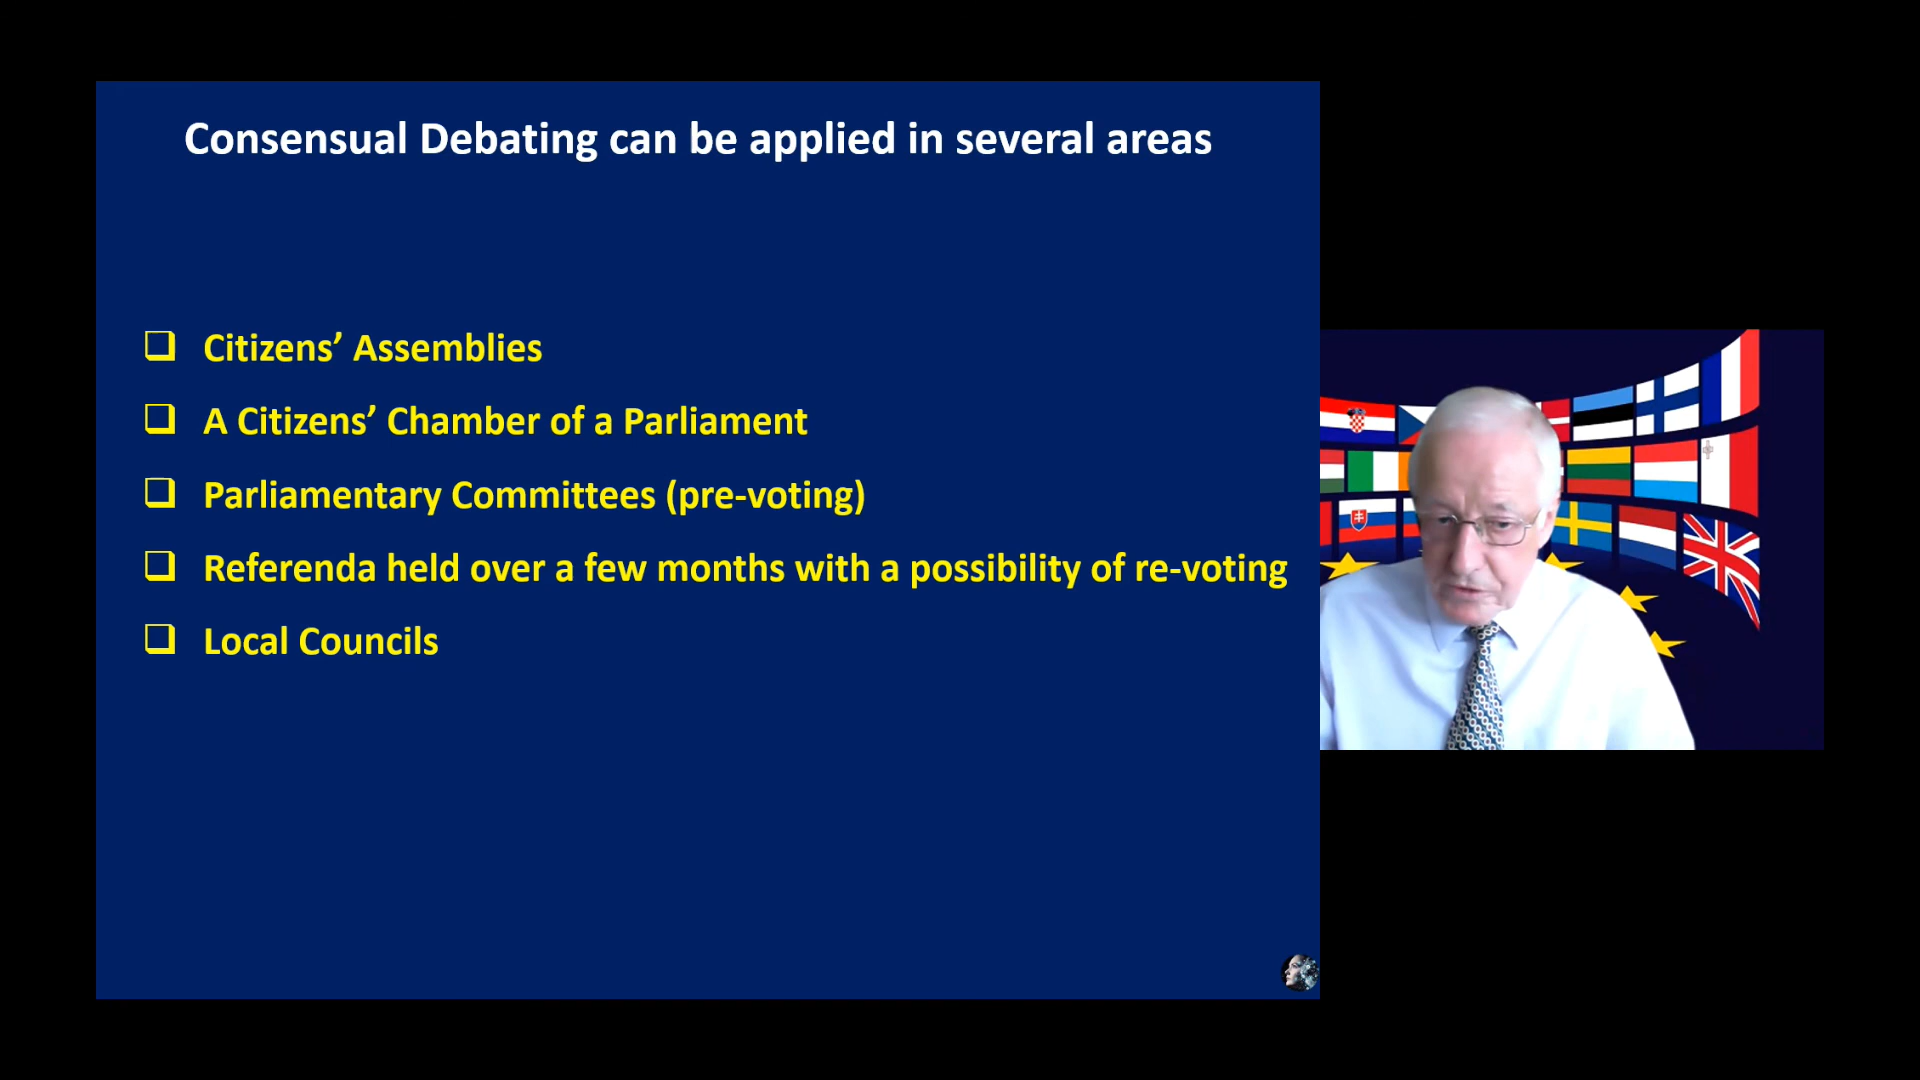 Consensual Debating can be applied in several areas
❑ Citizens’ Assemblies
❑ A Citizens’ Chamber of a Parliament
❑ Parliamentary Committees (pre-voting)
❑ Referenda held over a few months with a possibility of re-voting
❑ Local Councils